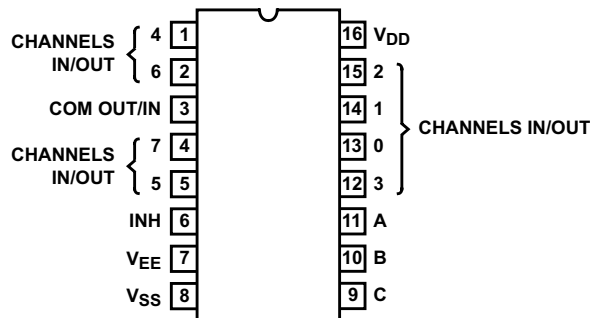 CHANNELS IN/OUT
4 1
6 2
COM OUT/IN 3
CHANNELS IN/OUT
7 4
5 5
INH 6
VEE 7
VSS 8
16 VDD
15 2
14 1
13 0
12 3
CHANNELS IN/OUT
11 A
10 B
9 C